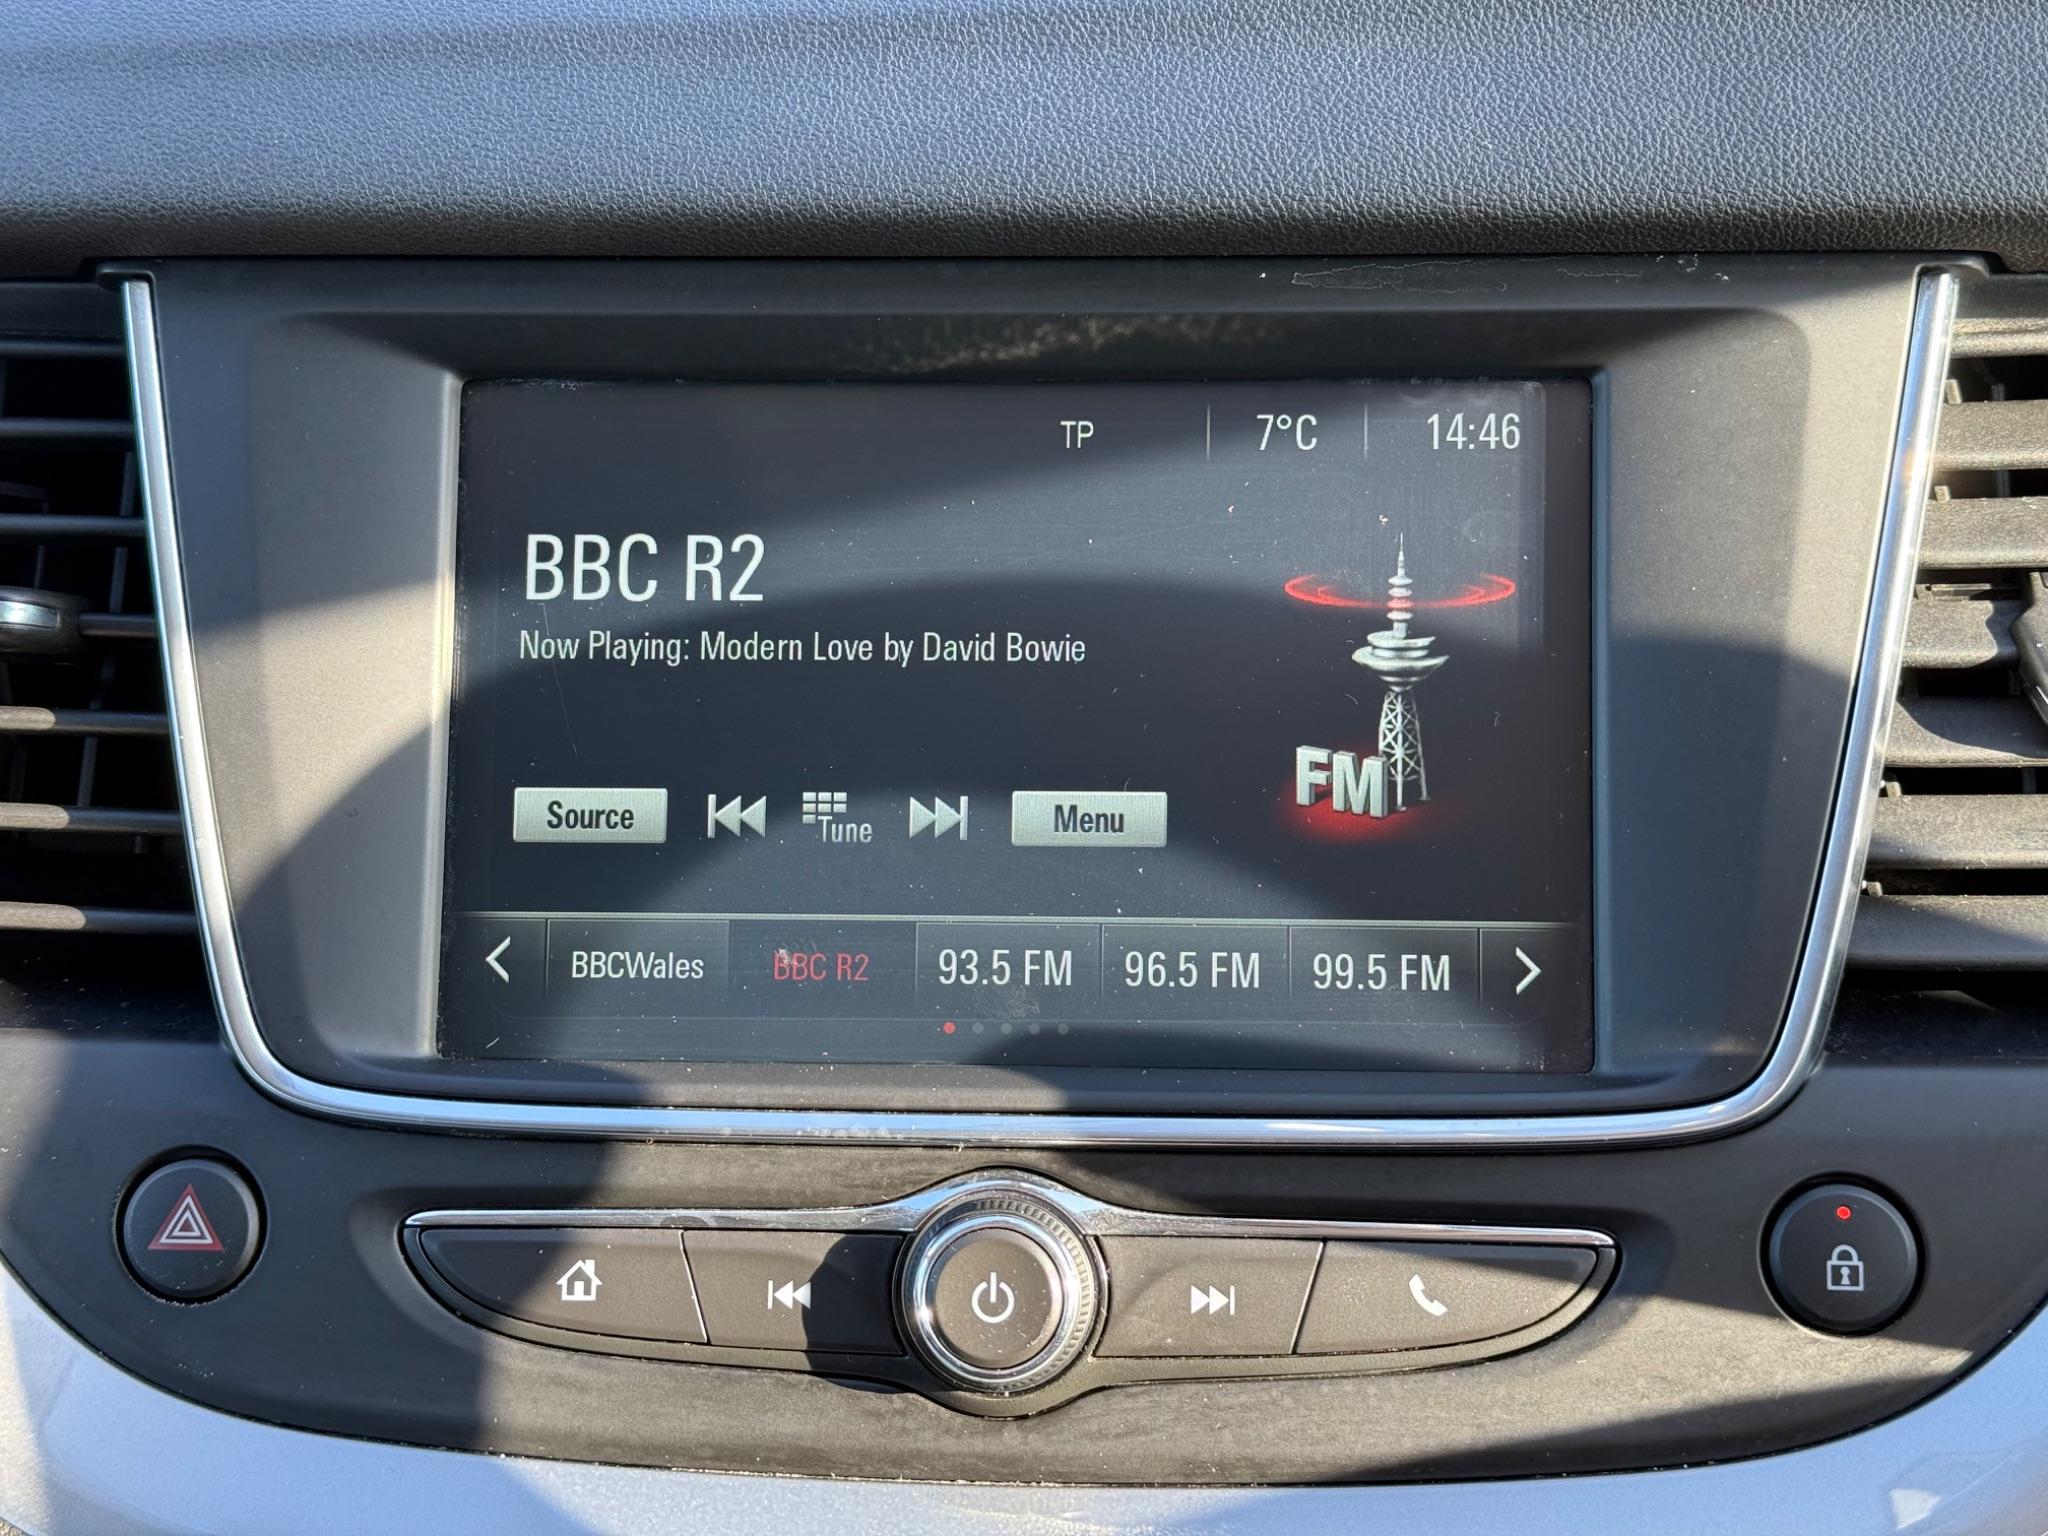 TP 7°C 14:46
BBC R2
Now Playing: Modern Love by David Bowie
FM
Source Tune Menu
BBCWales BBC R2 93.5 FM 96.5 FM 99.5 FM